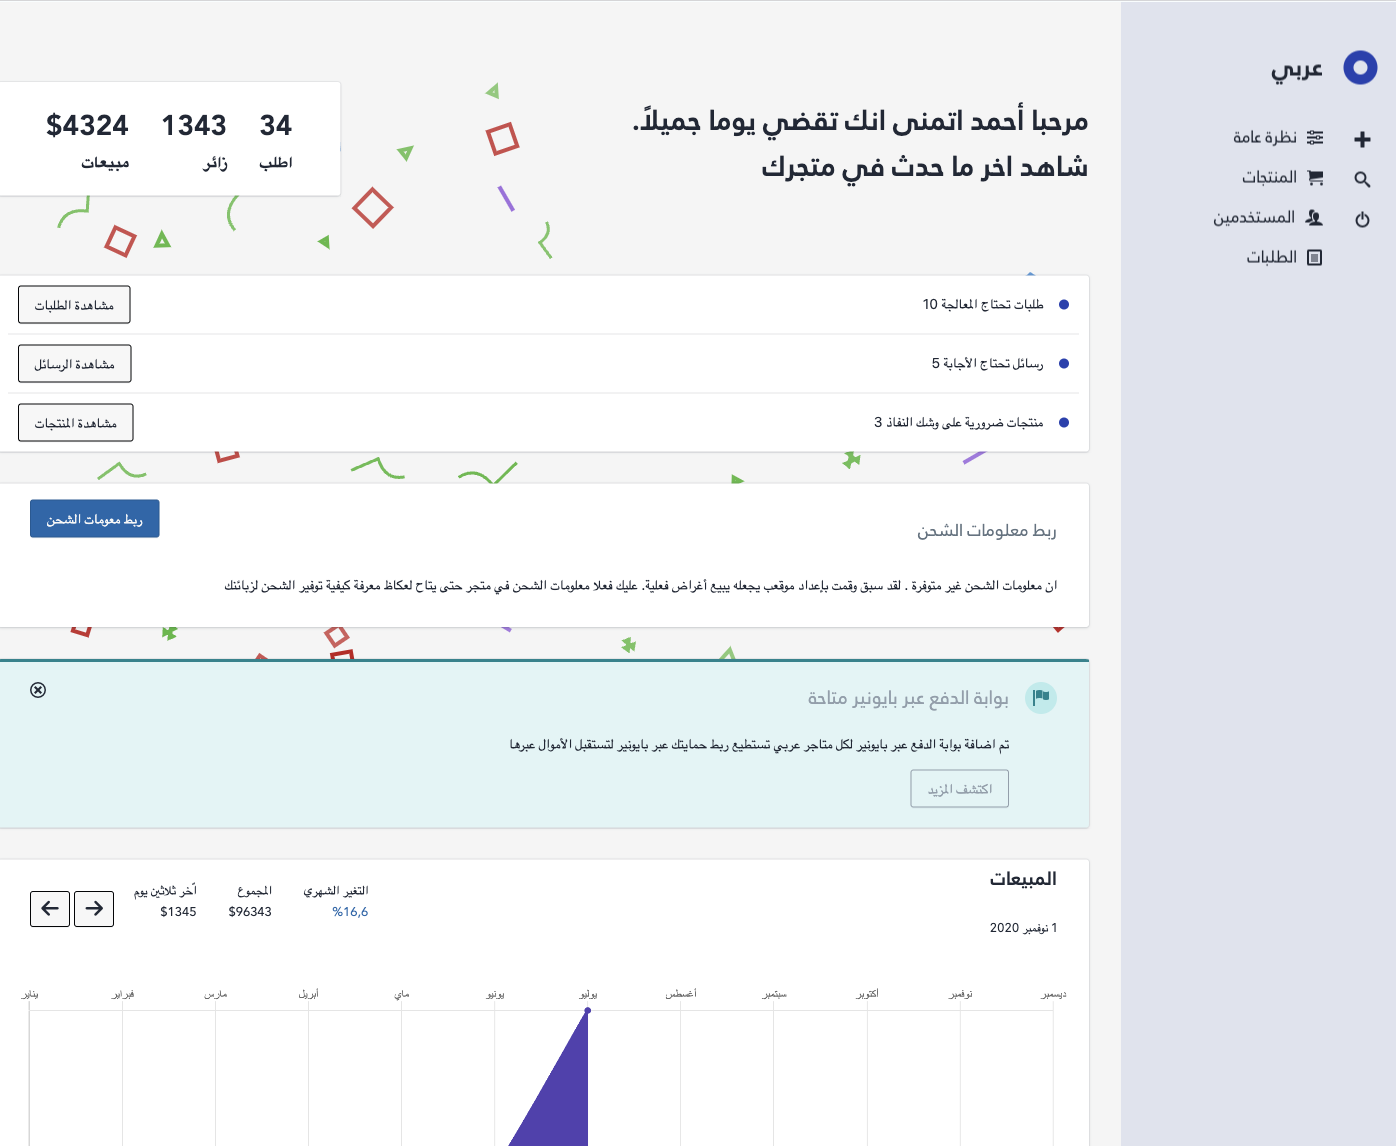 عربي
نظرة عامة
المنتجات
المستخدمين
الطلبات
مرحبا أحمد اتمنى انك تقضي يوما جميلاً.
شاهد اخر ما حدث في متجرك
34 1343 $4324
اطلب زائر مبيعات
طلبات تحتاج المعالجة 10
مشاهدة الطلبات
رسائل تحتاج الأجابة 5
مشاهدة الرسائل
منتجات ضرورية على وشك النفاذ 3
مشاهدة المنتجات
ربط معلومات الشحن
ربط معومات الشحن
ان معلومات الشحن غير متوفرة . لقد سبق وقمت بإعداد موقعب يجعله يبيع أغراض فعلية. عليك فعلا معلومات الشحن في متجر حتى يتاح لعكاظ معرفة كيفية توفير الشحن لزبائنك
بوابة الدفع عبر بايونير متاحة
تم اضافة بوابة الدفع عبر بايونير لكل متاجر عربي تستطيع ربط حمايتك عبر بايونير لتستقبل الأموال عبرها
اكتشف المزيد
المبيعات
1 نوفمبر 2020
التغير الشهري المجموع أخر ثلاثين يوم
%16,6 $96343 $1345
ديسمبر نوفمبر أكتوبر سبتمبر أغسطس يوليو يونيو ماي أبريل مارس فبراير يناير